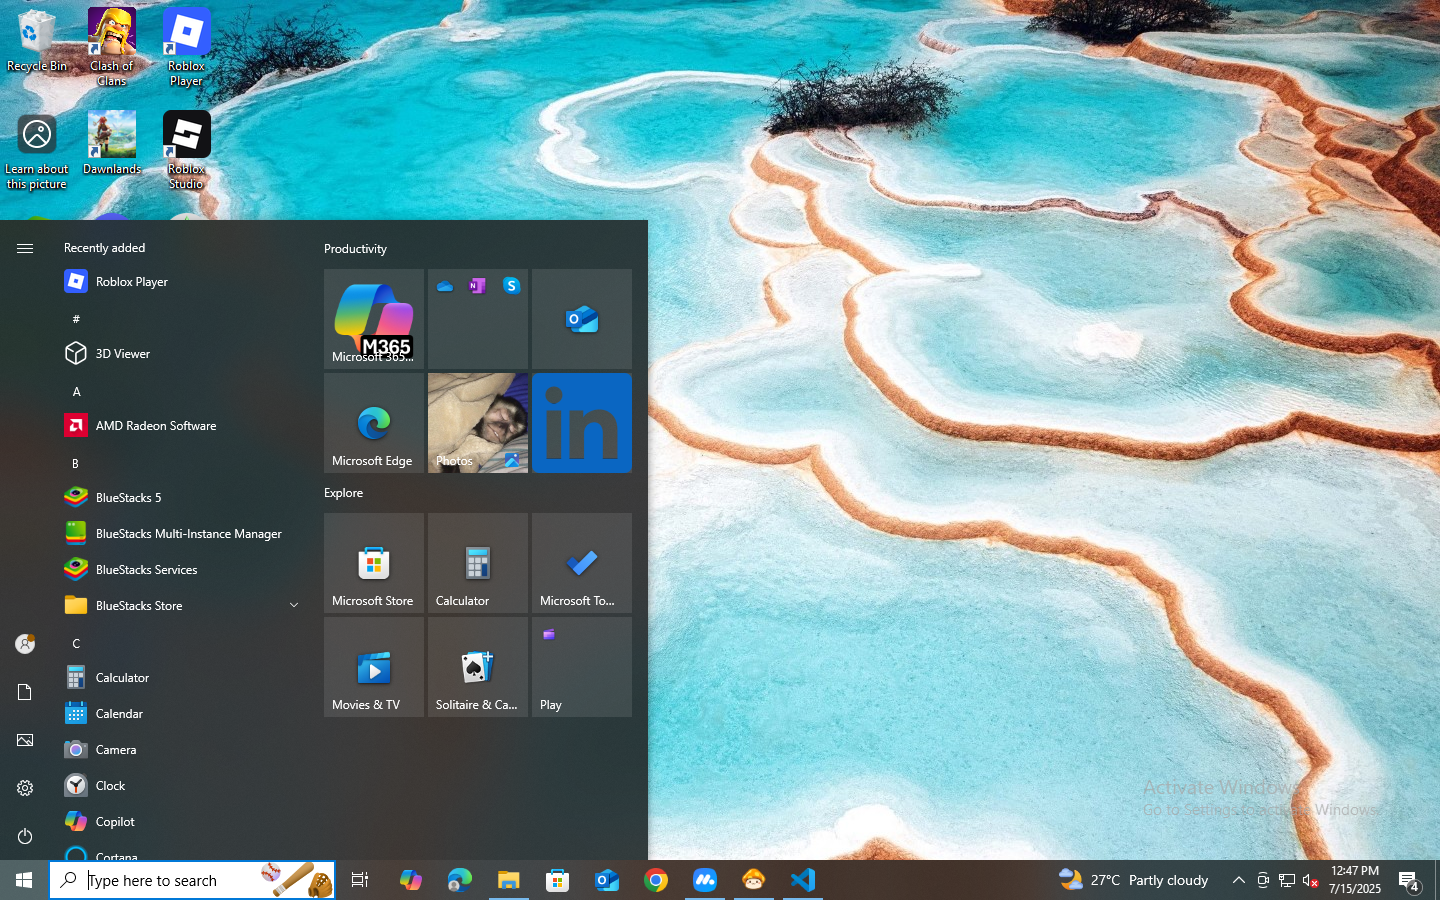 Recycle Bin
Clash of
Clans
Roblox
Player
Learn about
this picture
Dawnlands
Roblox
Studio
Recently added
Roblox Player
#
3D Viewer
A
AMD Radeon Software
B
BlueStacks 5
BlueStacks Multi-Instance Manager
BlueStacks Services
BlueStacks Store
C
Calculator
Calendar
Camera
Clock
Copilot
Cortana
Productivity
M365
Microsoft 365...
N
S
O
Microsoft Edge
Photos
in
Explore
Microsoft Store
Calculator
Microsoft To...
Movies & TV
Solitaire & Ca...
Play
Activate Windows
Go to Settings to activate Windows.
Type here to search
27°C Partly cloudy
12:47 PM
7/15/2025
4